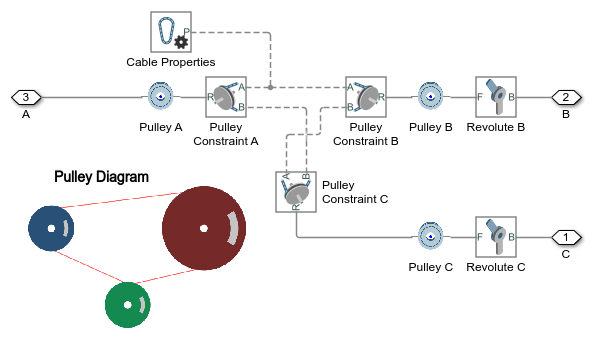 P
Cable Properties
3
A
Pulley A
R
A
B
Pulley
Constraint A
A
B
R
Pulley
Constraint B
Pulley B
F
B
Revolute B
2
B
A
B
R
Pulley
Constraint C
Pulley Diagram
Pulley C
F
B
Revolute C
1
C